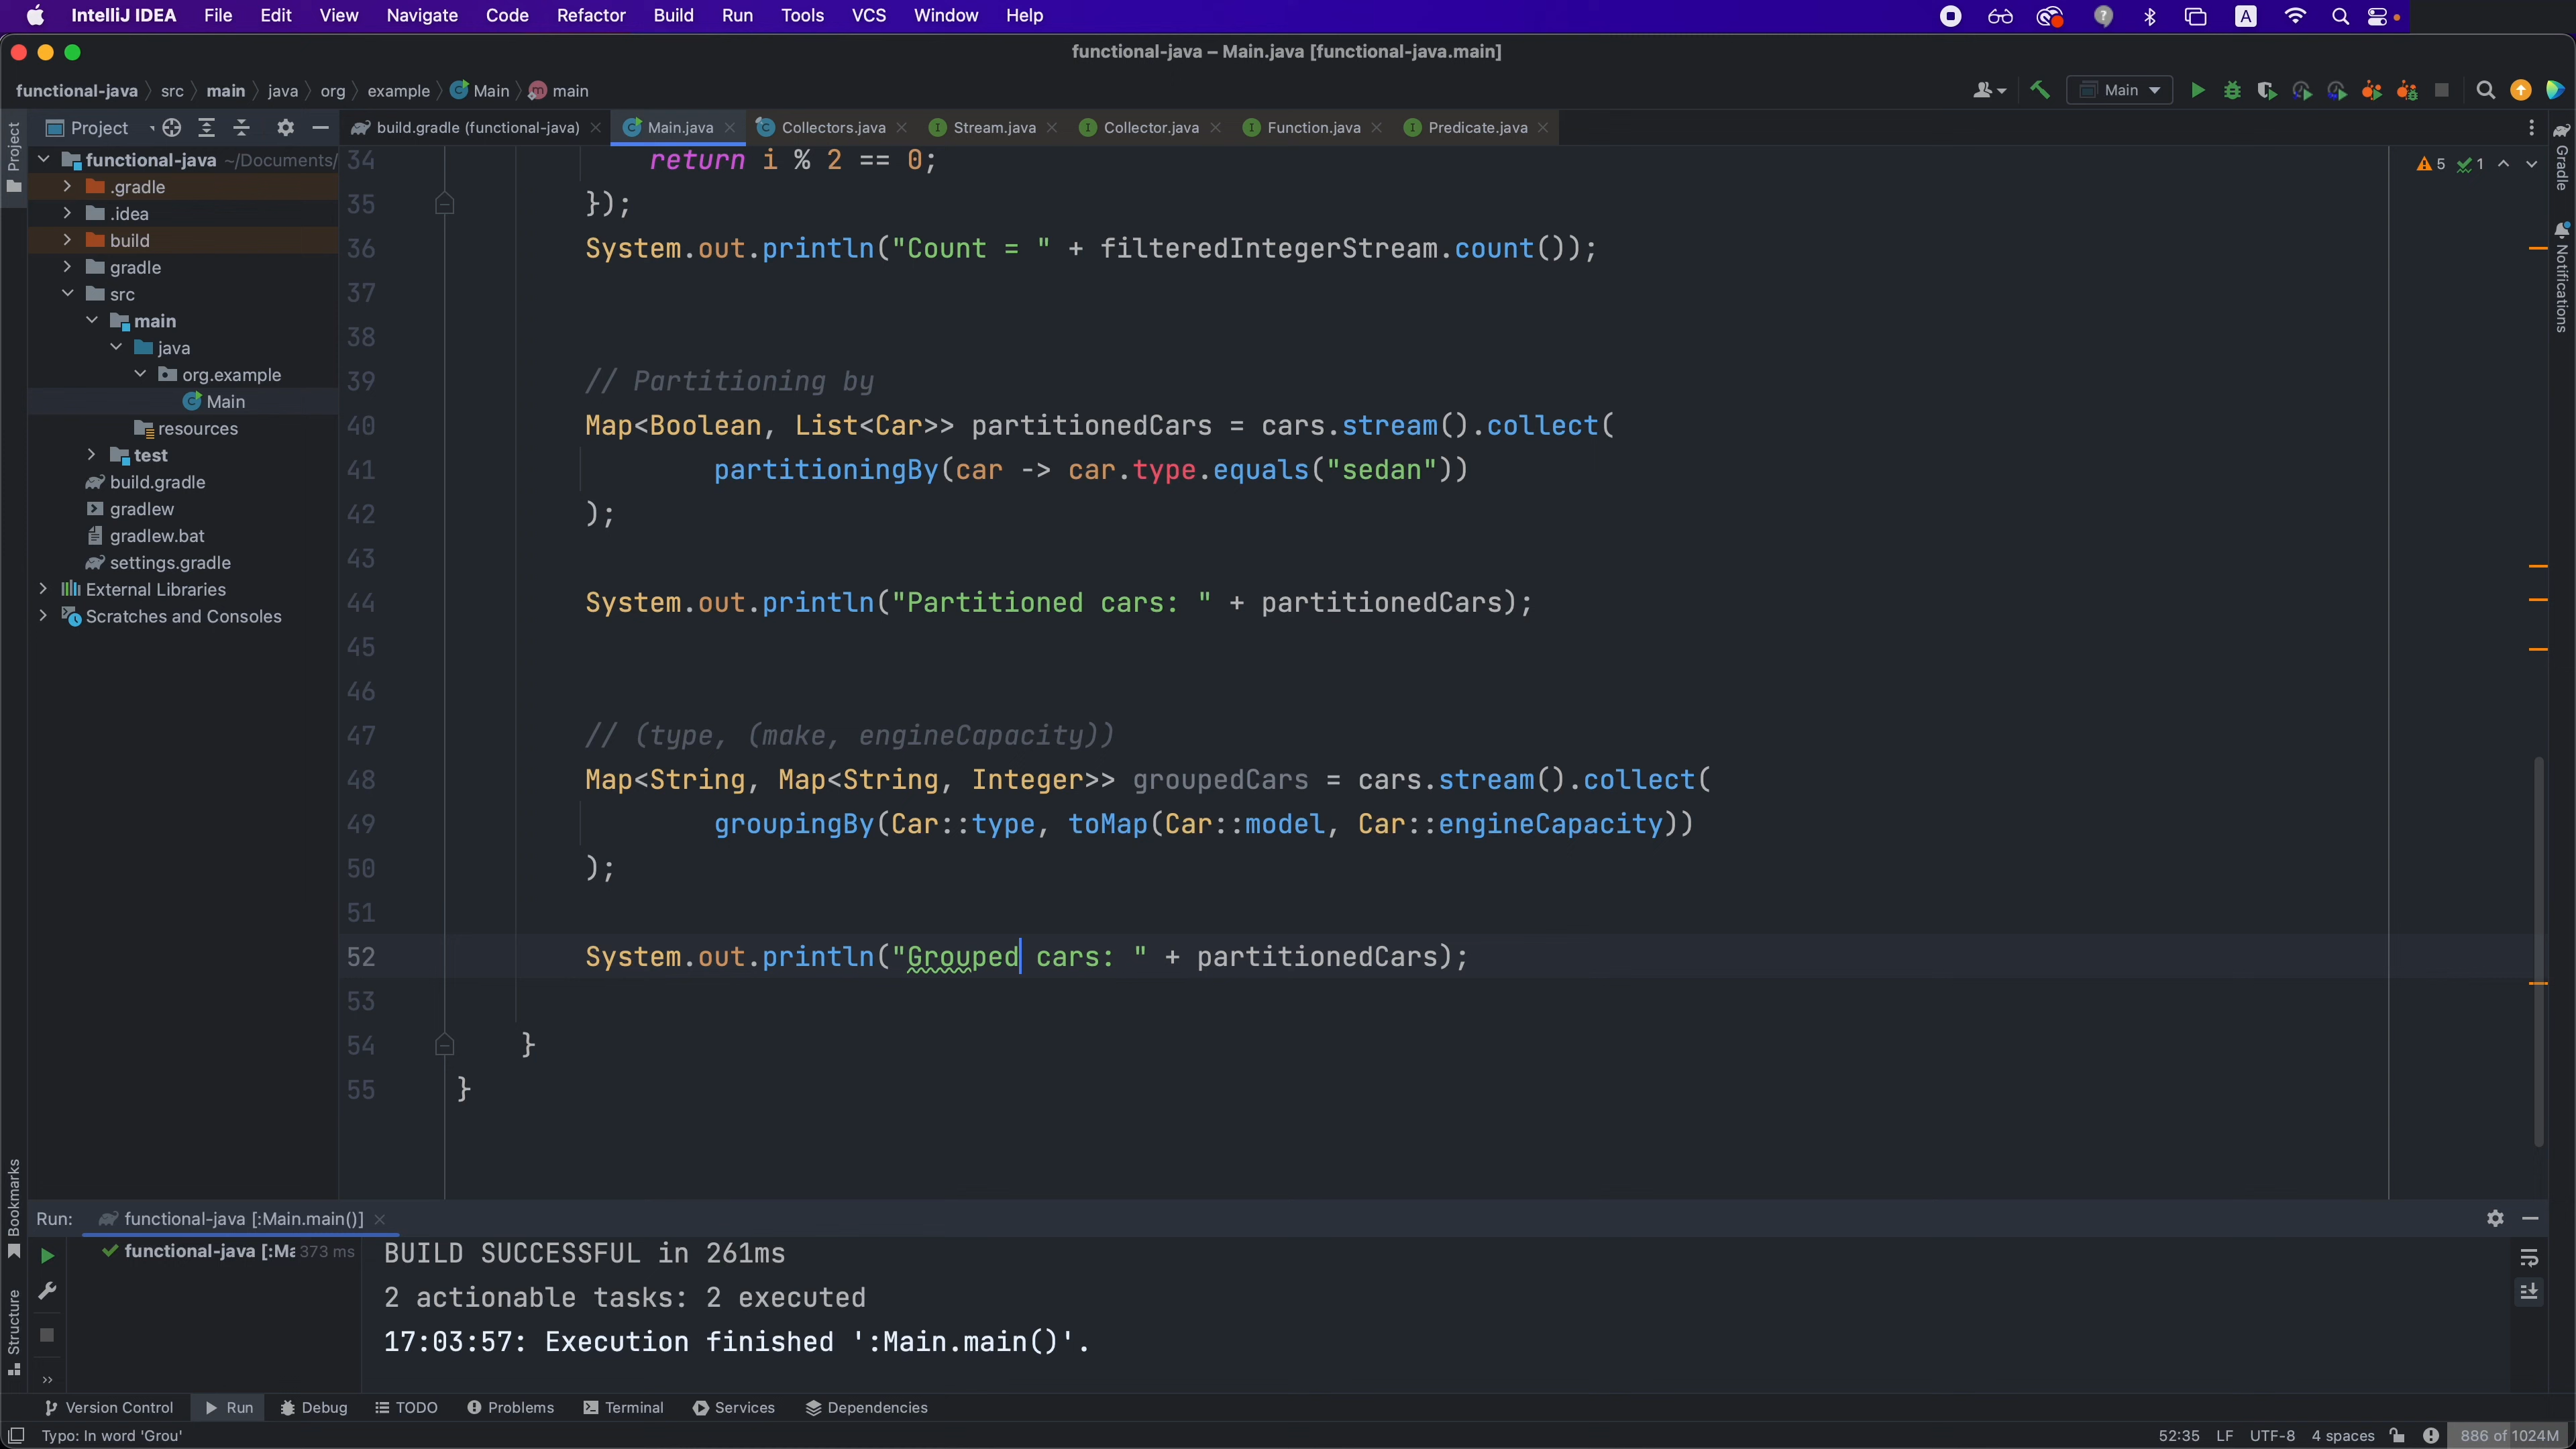 IntelliJ IDEA File Edit View Navigate Code Refactor Build Run Tools VCS Window Help
functional-java – Main.java [functional-java.main]
functional-java src main java org example Main main
Main
Project
build.gradle (functional-java) Main.java Collectors.java Stream.java Collector.java Function.java Predicate.java
Project
functional-java ~/Documents/
.gradle
.idea
build
gradle
src
main
java
org.example
Main
resources
test
build.gradle
gradlew
gradlew.bat
settings.gradle
External Libraries
Scratches and Consoles
34 return i % 2 == 0;
35 });
36 System.out.println("Count = " + filteredIntegerStream.count());
37
38
39 // Partitioning by
40 Map<Boolean, List<Car>> partitionedCars = cars.stream().collect(
41 partitioningBy(car -> car.type.equals("sedan"))
42 );
43
44 System.out.println("Partitioned cars: " + partitionedCars);
45
46
47 // (type, (make, engineCapacity))
48 Map<String, Map<String, Integer>> groupedCars = cars.stream().collect(
49 groupingBy(Car::type, toMap(Car::model, Car::engineCapacity))
50 );
51
52 System.out.println("Grouped cars: " + partitionedCars);
53
54 }
55 }
5 1
Gradle
Notifications
Bookmarks
Structure
Run: functional-java [:Main.main()]
functional-java [:Ma 373 ms
BUILD SUCCESSFUL in 261ms
2 actionable tasks: 2 executed
17:03:57: Execution finished ':Main.main()'.
Version Control Run Debug TODO Problems Terminal Services Dependencies
Typo: In word 'Grou'
52:35 LF UTF-8 4 spaces 886 of 1024M